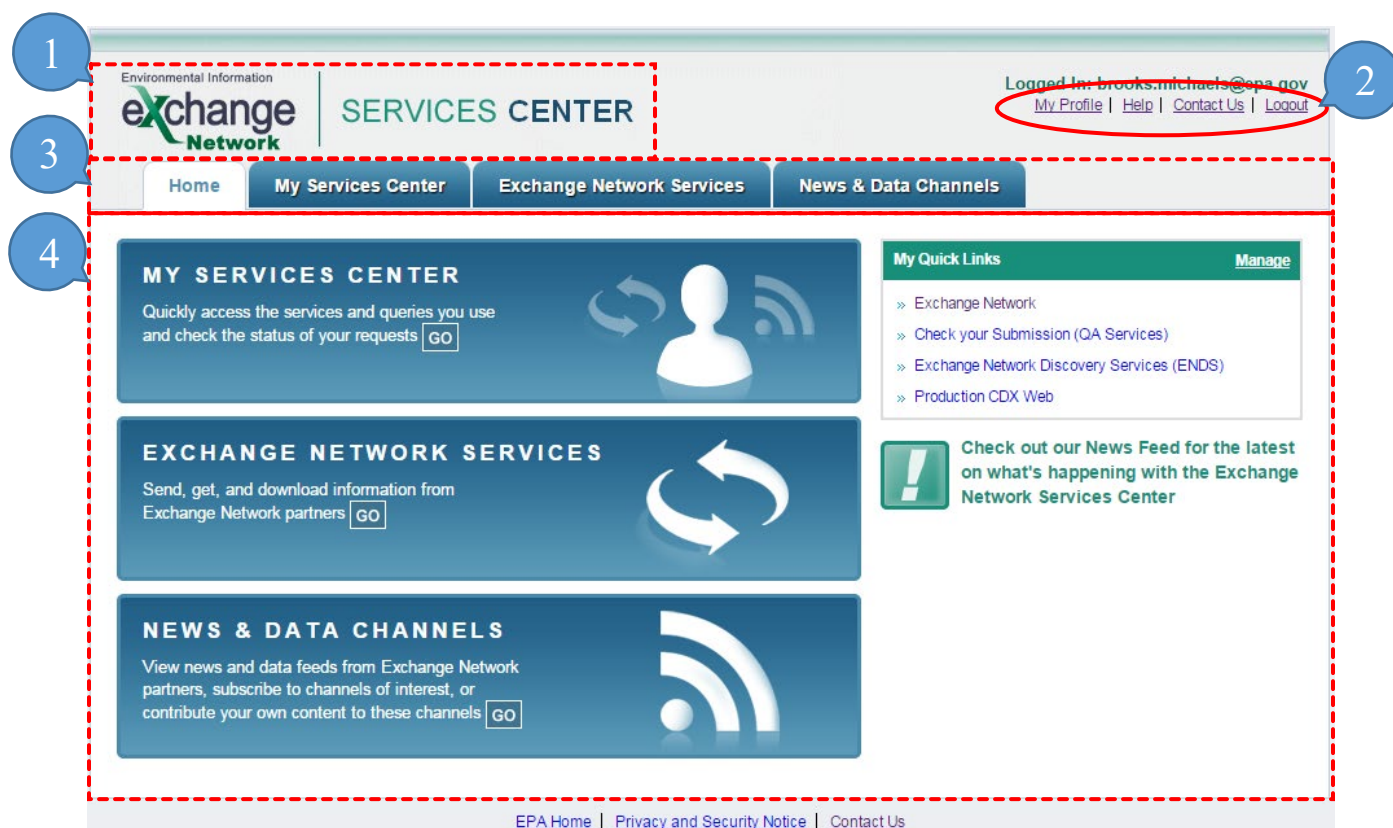 1
Environmental Information
eXchange
Network
SERVICES CENTER
Logged In: brooks.michaels@epa.gov
My Profile | Help | Contact Us | Logout
2
3
Home
My Services Center
Exchange Network Services
News & Data Channels
4
MY SERVICES CENTER
Quickly access the services and queries you use
and check the status of your requests GO
EXCHANGE NETWORK SERVICES
Send, get, and download information from
Exchange Network partners GO
NEWS & DATA CHANNELS
View news and data feeds from Exchange Network
partners, subscribe to channels of interest, or
contribute your own content to these channels GO
My Quick Links
Manage
» Exchange Network
» Check your Submission (QA Services)
» Exchange Network Discovery Services (ENDS)
» Production CDX Web
!
Check out our News Feed for the latest
on what's happening with the Exchange
Network Services Center
EPA Home | Privacy and Security Notice | Contact Us